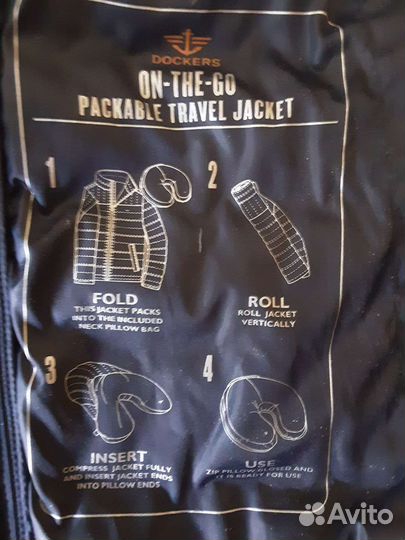 DOCKERS
ON-THE-GO
PACKABLE TRAVEL JACKET
1
2
FOLD
THIS JACKET PACKS
INTO THE INCLUDED
NECK PILLOW BAG
ROLL
ROLL JACKET
VERTICALLY
3
4
INSERT
COMPRESS JACKET FULLY
AND INSERT JACKET ENDS
INTO PILLOW ENDS
USE
ZIP PILLOW CLOSED AND
IT IS READY FOR USE
Avito